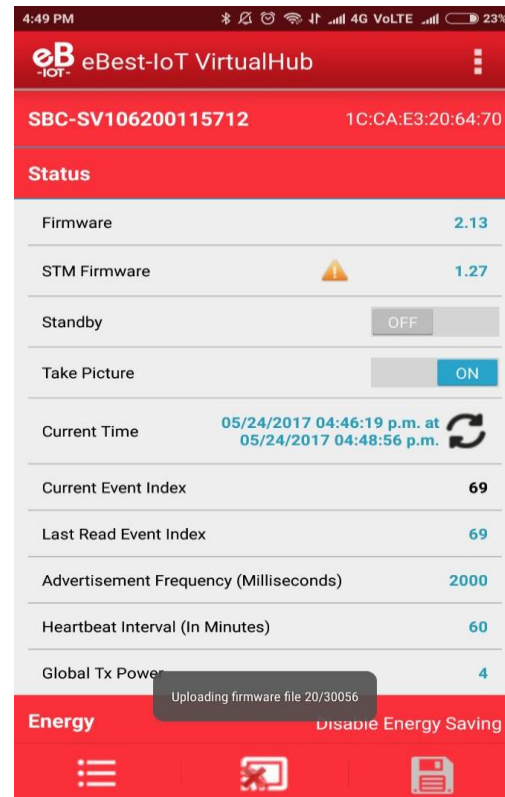 4:49 PM 4G VoLTE 23%
eB
-IOT-
eBest-IoT VirtualHub
SBC-SV106200115712 1C:CA:E3:20:64:70
Status
Firmware 2.13
STM Firmware 1.27
Standby OFF
Take Picture ON
Current Time 05/24/2017 04:46:19 p.m. at
05/24/2017 04:48:56 p.m.
Current Event Index 69
Last Read Event Index 69
Advertisement Frequency (Milliseconds) 2000
Heartbeat Interval (In Minutes) 60
Global Tx Power 4
Uploading firmware file 20/30056
Energy Disable Energy Saving